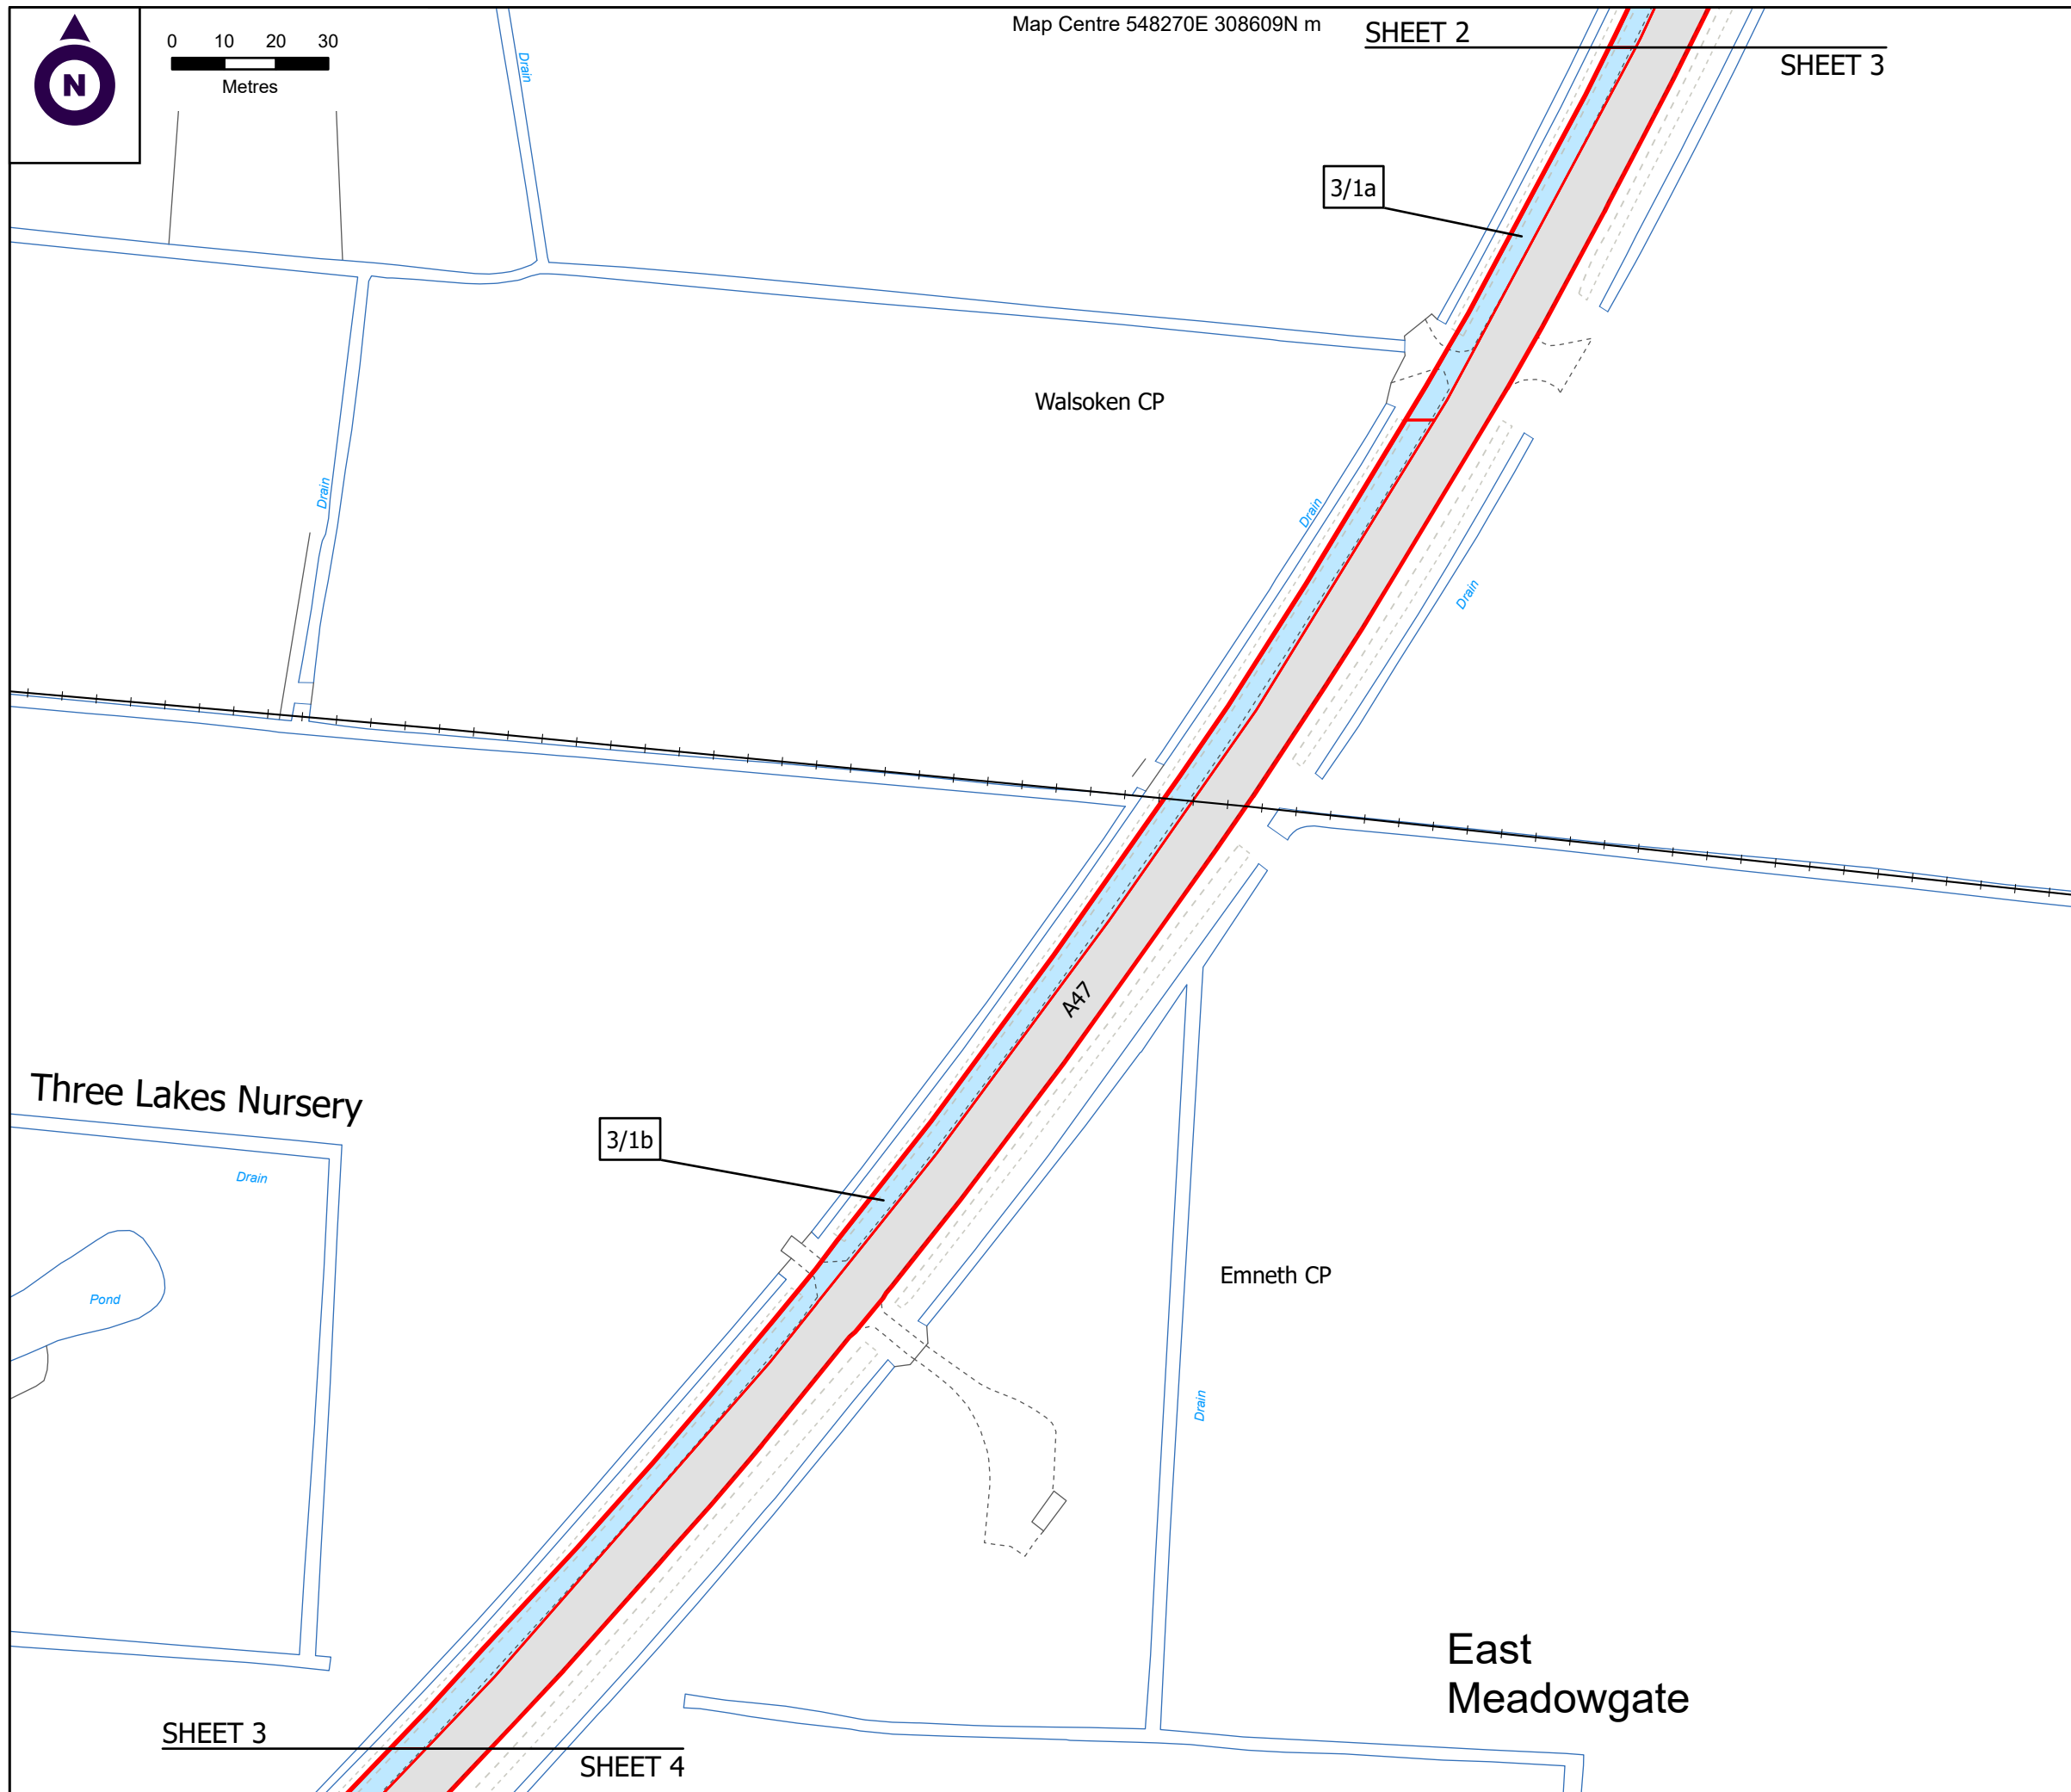 N
0 10 20 30
Metres
Map Centre 548270E 308609N m
SHEET 2
SHEET 3
Drain
3/1a
Walsoken CP
Drain
Drain
Drain
A47
Three Lakes Nursery
3/1b
Drain
Emneth CP
Pond
Drain
East
Meadowgate
SHEET 3
SHEET 4